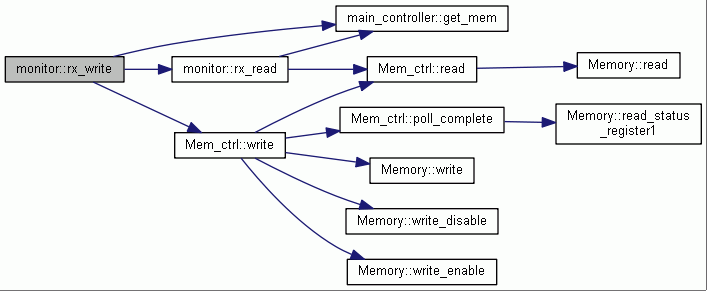 main_controller::get_mem
monitor::rx_write
monitor::rx_read
Mem_ctrl::read
Memory::read
Mem_ctrl::poll_complete
Memory::read_status
_register1
Mem_ctrl::write
Memory::write
Memory::write_disable
Memory::write_enable